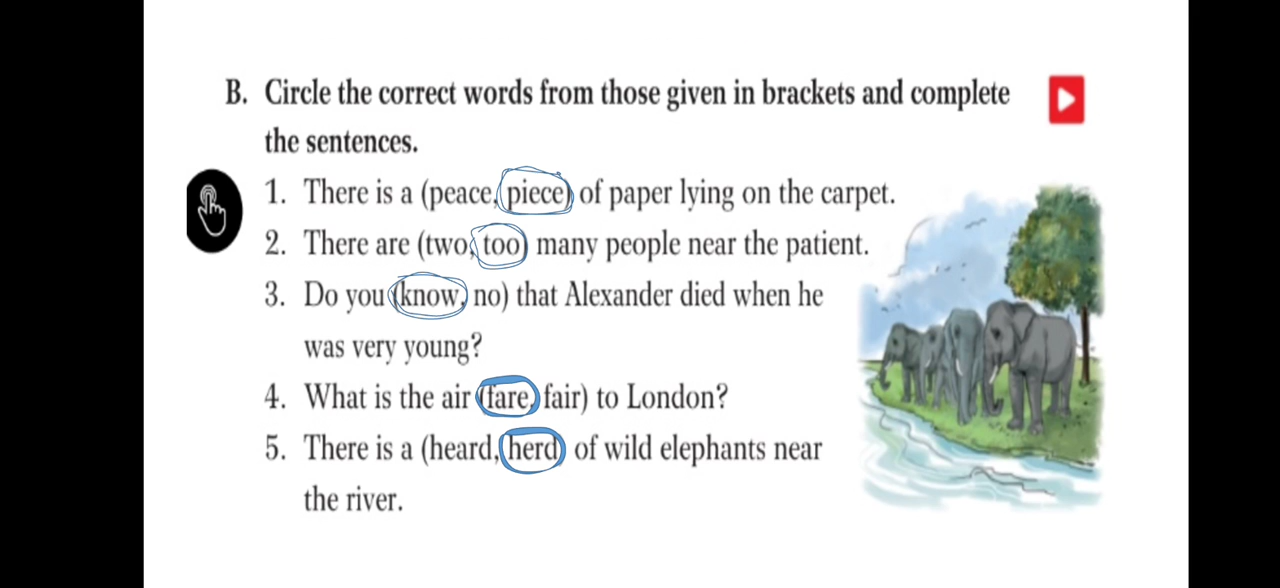 B. Circle the correct words from those given in brackets and complete
the sentences.
1. There is a (peace, piece) of paper lying on the carpet.
2. There are (two, too) many people near the patient.
3. Do you (know, no) that Alexander died when he
was very young?
4. What is the air (fare, fair) to London?
5. There is a (heard, herd) of wild elephants near
the river.